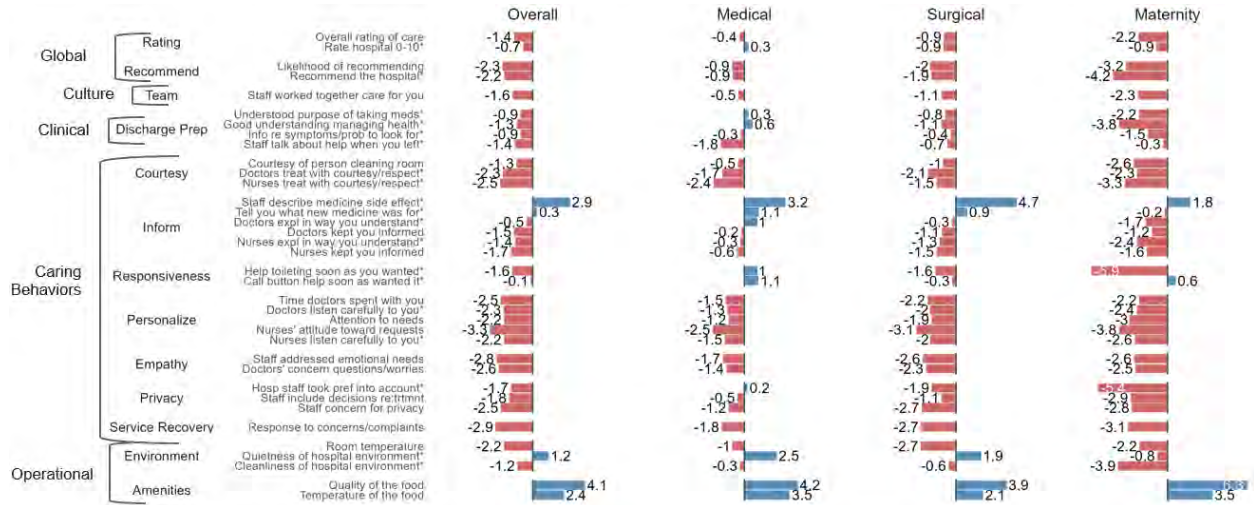 Overall Medical Surgical Maternity
Global
Rating
Overall rating of care -1.4 -0.4 -0.9 -2.2
Rate hospital 0-10* -0.7 0.3 -0.9 -0.9
Recommend
Likelihood of recommending -2.3 -0.9 -2 -3.2
Recommend the hospital* -2.2 -0.9 -1.9 -4.2
Culture
Team
Staff worked together care for you -1.6 -0.5 -1.1 -2.3
Clinical
Discharge Prep
Understood purpose of taking meds* -0.9 0.3 -0.8 -2.2
Good understanding managing health* -1.3 0.6 -1.1 -3.8
Info re symptoms/prob to look for* -0.9 -0.3 -0.4 -1.5
Staff talk about help when you left* -1.4 -1.8 -0.7 -0.3
Caring Behaviors
Courtesy
Courtesy of person cleaning room -1.3 -0.5 -1 -2.6
Doctors treat with courtesy/respect* -2.3 -1.7 -2.1 -2.3
Nurses treat with courtesy/respect* -2.5 -2.4 -1.5 -3.3
Inform
Staff describe medicine side effect* 2.9 3.2 4.7 1.8
Tell you what new medicine was for* 0.3 1.1 0.9 -0.2
Doctors expl in way you understand* -0.5 1 -0.3 -1.7
Doctors kept you informed -1.5 -0.2 -1.1 -1.2
Nurses expl in way you understand* -1.4 -0.3 -1.3 -2.4
Nurses kept you informed -1.7 -0.6 -1.5 -1.6
Responsiveness
Help toileting soon as you wanted* -1.6 1 -1.6 -5.9
Call button help soon as wanted it* -0.1 1.1 -0.3 0.6
Personalize
Time doctors spent with you -2.5 -1.5 -2.2 -2.2
Doctors listen carefully to you* -2.3 -1.3 -2 -2.4
Attention to needs -2.2 -1.2 -1.9 -3
Nurses' attitude toward requests -3.3 -2.5 -3.1 -3.8
Nurses listen carefully to you* -2.2 -1.5 -2 -2.6
Empathy
Staff addressed emotional needs -2.8 -1.7 -2.6 -2.6
Doctors' concern questions/worries -2.6 -1.4 -2.3 -2.5
Privacy
Hosp staff took pref into account* -1.7 0.2 -1.9 -5.4
Staff include decisions re:trtmnt -1.8 -0.5 -1.1 -2.9
Staff concern for privacy -2.5 -1.2 -2.7 -2.8
Service Recovery
Response to concerns/complaints -2.9 -1.8 -2.7 -3.1
Operational
Environment
Room temperature -2.2 -1 -2.7 -2.2
Quietness of hospital environment* 1.2 2.5 1.9 -0.8
Cleanliness of hospital environment* -1.2 -0.3 -0.6 -3.9
Amenities
Quality of the food 4.1 4.2 3.9 6.3
Temperature of the food 2.4 3.5 2.1 3.5